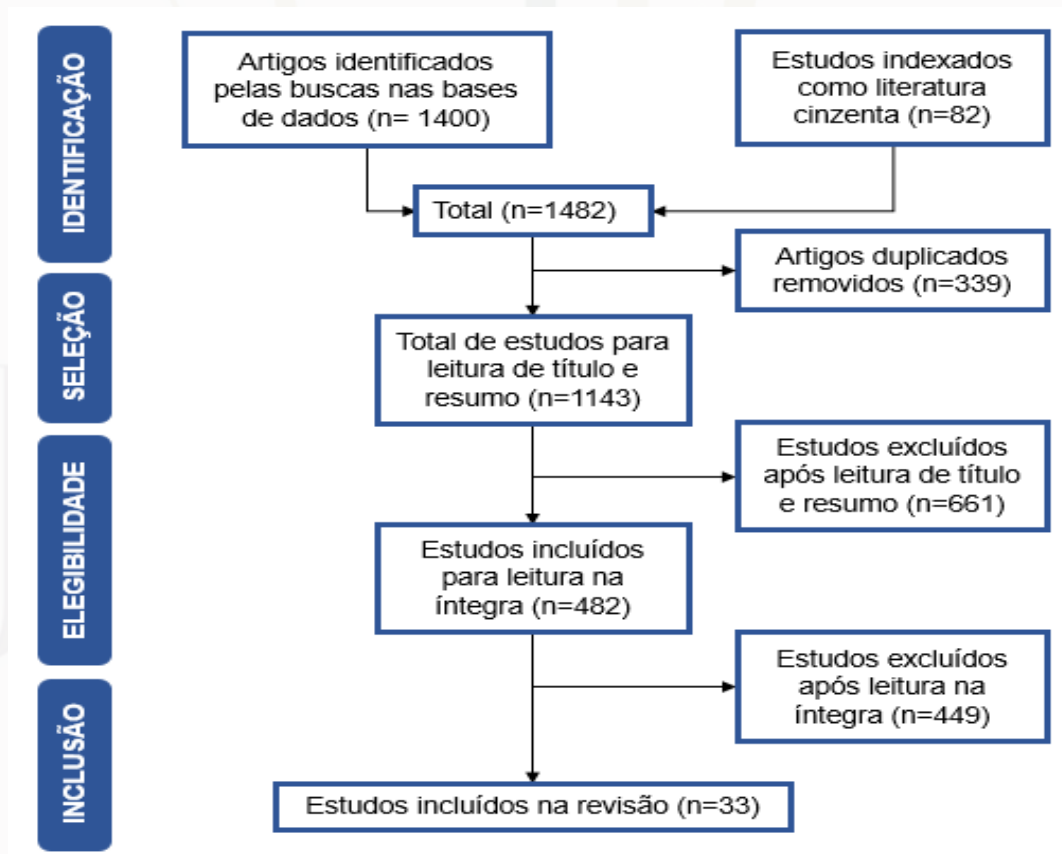 IDENTIFICAÇÃO
Artigos identificados
pelas buscas nas bases
de dados (n= 1400)
Estudos indexados
como literatura
cinzenta (n=82)
Total (n=1482)
Artigos duplicados
removidos (n=339)
SELEÇÃO
Total de estudos para
leitura de título e
resumo (n=1143)
Estudos excluídos
após leitura de título
e resumo (n=661)
ELEGIBILIDADE
Estudos incluídos
para leitura na
íntegra (n=482)
Estudos excluídos
após leitura na
íntegra (n=449)
INCLUSÃO
Estudos incluídos na revisão (n=33)